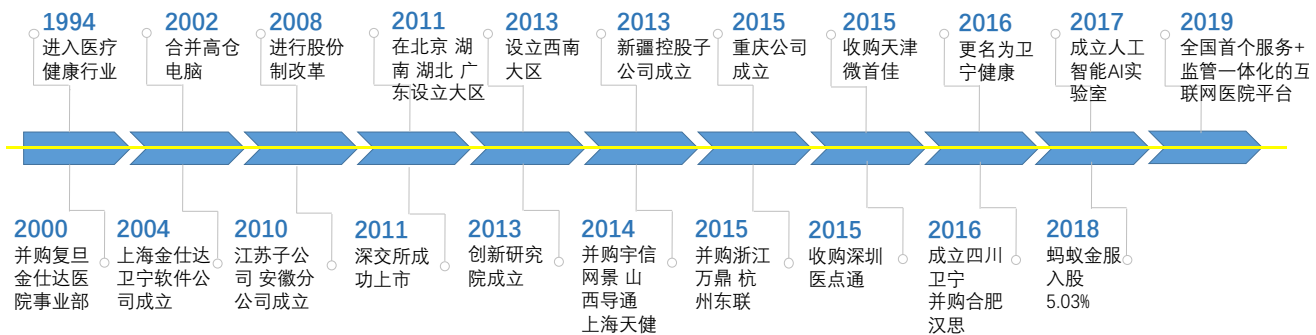 1994
进入医疗
健康行业
2002
合并高仓
电脑
2008
进行股份
制改革
2011
在北京 湖
南 湖北 广
东设立大区
2013
设立西南
大区
2013
新疆控股子
公司成立
2015
重庆公司
成立
2015
收购天津
微首佳
2016
更名为卫
宁健康
2017
成立人工
智能AI实
验室
2019
全国首个服务+
监管一体化的互
联网医院平台
2000
并购复旦
金仕达医
院事业部
2004
上海金仕达
卫宁软件公
司成立
2010
江苏子公
司 安徽分
公司成立
2011
深交所成
功上市
2013
创新研究
院成立
2014
并购宇信
网景 山
西导通
上海天健
2015
并购浙江
万鼎 杭
州东联
2015
收购深圳
医点通
2016
成立四川
卫宁
并购合肥
汉思
2018
蚂蚁金服
入股
5.03%